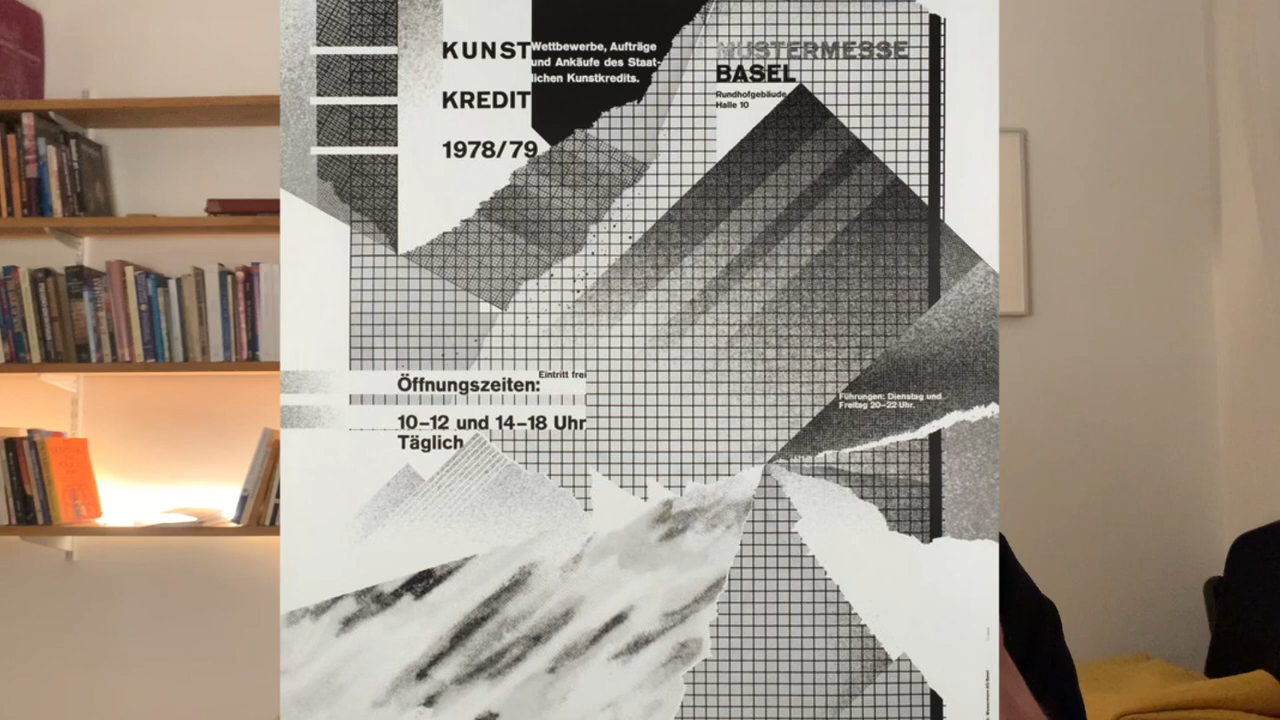 KUNST
KREDIT
1978/79
Wettbewerbe, Aufträge
und Ankäufe des Staat-
lichen Kunstkredits.
MUSTERMESSE
BASEL
Rundhofgebäude
Halle 10
Eintritt frei
Öffnungszeiten:
10–12 und 14–18 Uhr
Täglich
Führungen: Dienstag und
Freitag 20–22 Uhr.